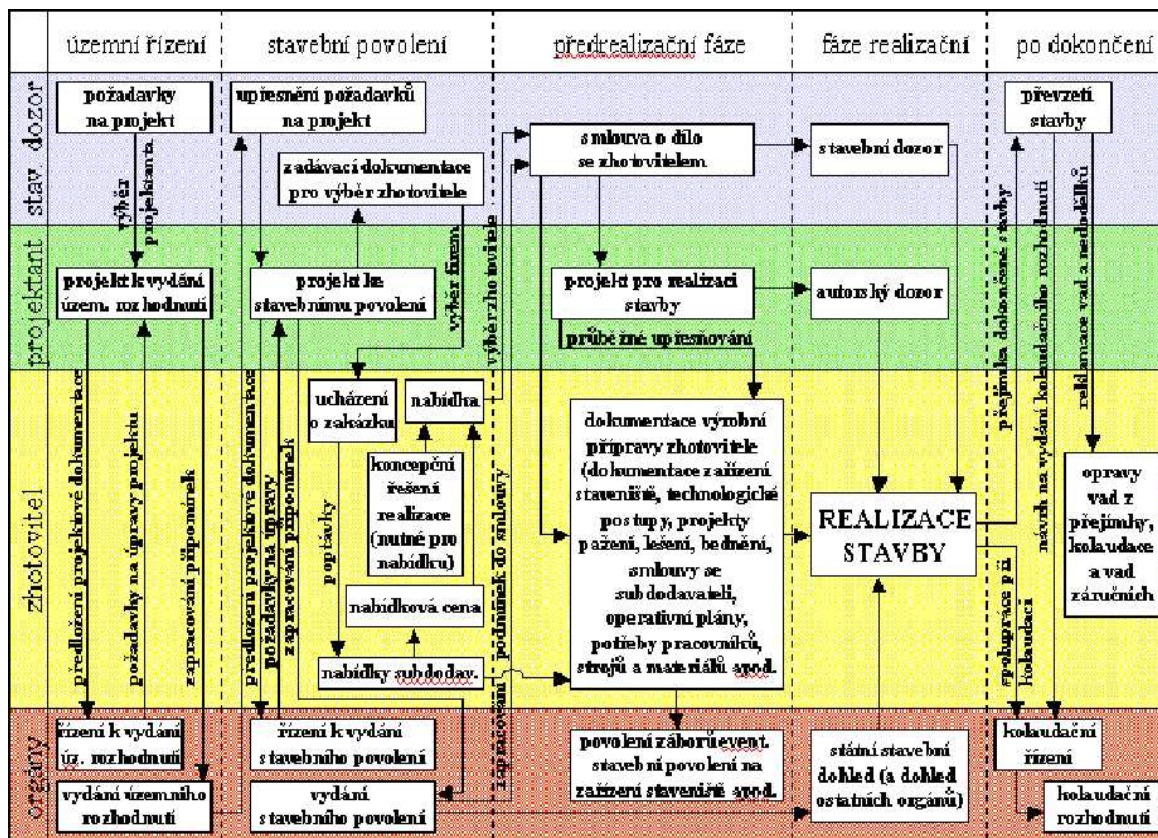 územní řízení
stavební povolení
předrealizační fáze
fáze realizační
po dokončení
stav. dozor
požadavky
na projekt
výběr
projektanta
upřesnění požadavků
na projekt
zadávací dokumentace
pro výběr zhotovitele
smlouva o dílo
se zhotovitelem
stavební dozor
převzetí
stavby
projektant
projekt k vydání
územ. rozhodnutí
projekt ke
stavebnímu povolení
výběr firem
výběr zhotovitele
projekt pro realizaci
stavby
průběžné upřesňování
autorský dozor
přejímka dokončené stavby
návrh na vydání kolaudačního rozhodnutí
reklamace vad a nedodělků
zhotovitel
předložení projektové dokumentace
požadavky na úpravy projektu
zapracování připomínek
předložení projektové dokumentace
požadavky na úpravy
zapracování připomínek
ucházení
o zakázku
nabídka
poptávky
koncepční
řešení
realizace
(nutné pro
nabídku)
nabídková cena
nabídky subdodav.
zapracování podmínek do smlouvy
dokumentace výrobní
přípravy zhotovitele
(dokumentace zařízení
staveniště, technologické
postupy, projekty
pažení, lešení, bednění,
smlouvy se
subdodavateli,
operativní plány,
potřeby pracovníků,
strojů a materiálů apod.
REALIZACE
STAVBY
spolupráce při
kolaudaci
opravy
vad z
přejímky,
kolaudace
a vad
záručních
orgány
řízení k vydání
úz. rozhodnutí
vydání územního
rozhodnutí
řízení k vydání
stavebního povolení
vydání
stavebního povolení
povolení záborů event.
stavební povolení na
zařízení staveniště apod.
státní stavební
dohled (a dohled
ostatních orgánů)
kolaudační
řízení
kolaudační
rozhodnutí